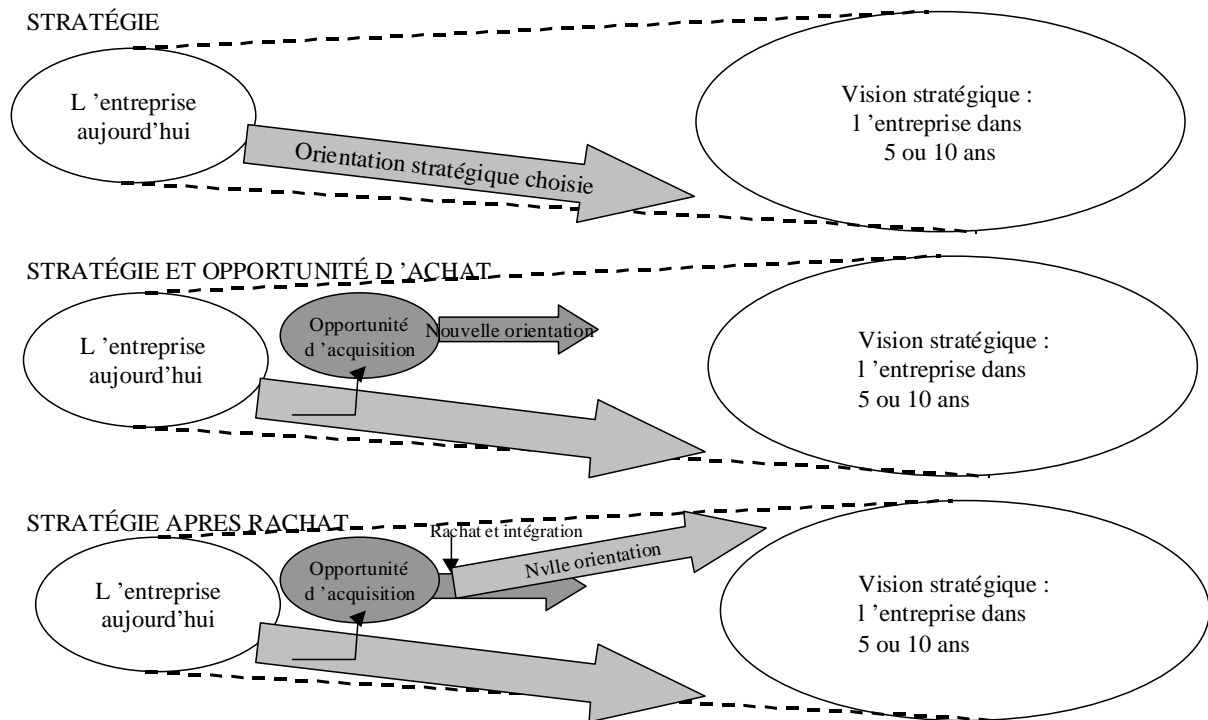 STRATÉGIE
L ’entreprise
aujourd'hui
Orientation stratégique choisie
Vision stratégique :
l ’entreprise dans
5 ou 10 ans
STRATÉGIE ET OPPORTUNITÉ D ’ACHAT
L ’entreprise
aujourd'hui
Opportunité
d ’acquisition
Nouvelle orientation
Vision stratégique :
l ’entreprise dans
5 ou 10 ans
STRATÉGIE APRES RACHAT
L ’entreprise
aujourd'hui
Opportunité
d ’acquisition
Rachat et intégration
Nvlle orientation
Vision stratégique :
l ’entreprise dans
5 ou 10 ans